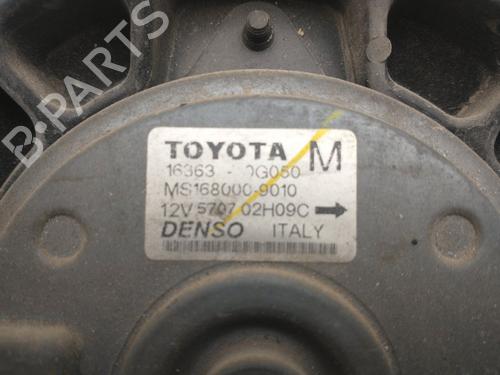 B-PARTS
TOYOTA M
16363 - 0G050
MS168000-9010
12V 5707 02H09C
DENSO ITALY